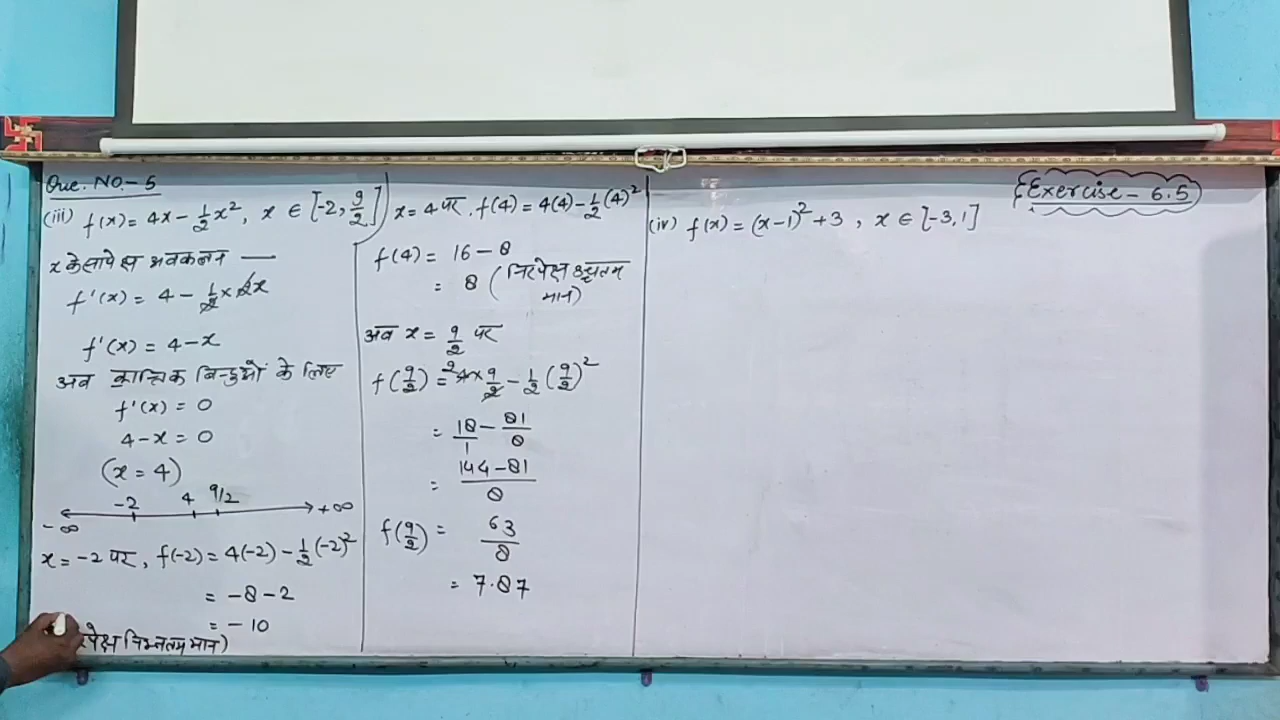 Que. NO.- 5
(iii) f(x) = 4x - 1/2 x², x ∈ [-2, 9/2]
x के सापेक्ष अवकलन —
f'(x) = 4 - 1/2 × 2x
f'(x) = 4 - x
अब क्रान्तिक बिन्दुओं के लिए
f'(x) = 0
4 - x = 0
(x = 4)
-∞ -2 4 9/2 +∞
x = -2 पर, f(-2) = 4(-2) - 1/2 (-2)²
= -8 - 2
= -10
निम्नतम मान)
x = 4 पर, f(4) = 4(4) - 1/2 (4)²
f(4) = 16 - 8
= 8 (निरपेक्ष उच्चतम
मान)
अब x = 9/2 पर
f(9/2) = ²4 × 9/2 - 1/2 (9/2)²
= 18/1 - 81/8
= 144-81/8
f(9/2) = 63/8
= 7.87
Exercise - 6.5
(iv) f(x) = (x-1)² + 3, x ∈ [-3, 1]